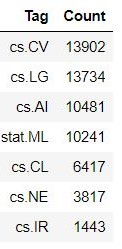 Tag Count
cs.CV 13902
cs.LG 13734
cs.AI 10481
stat.ML 10241
cs.CL 6417
cs.NE 3817
cs.IR 1443